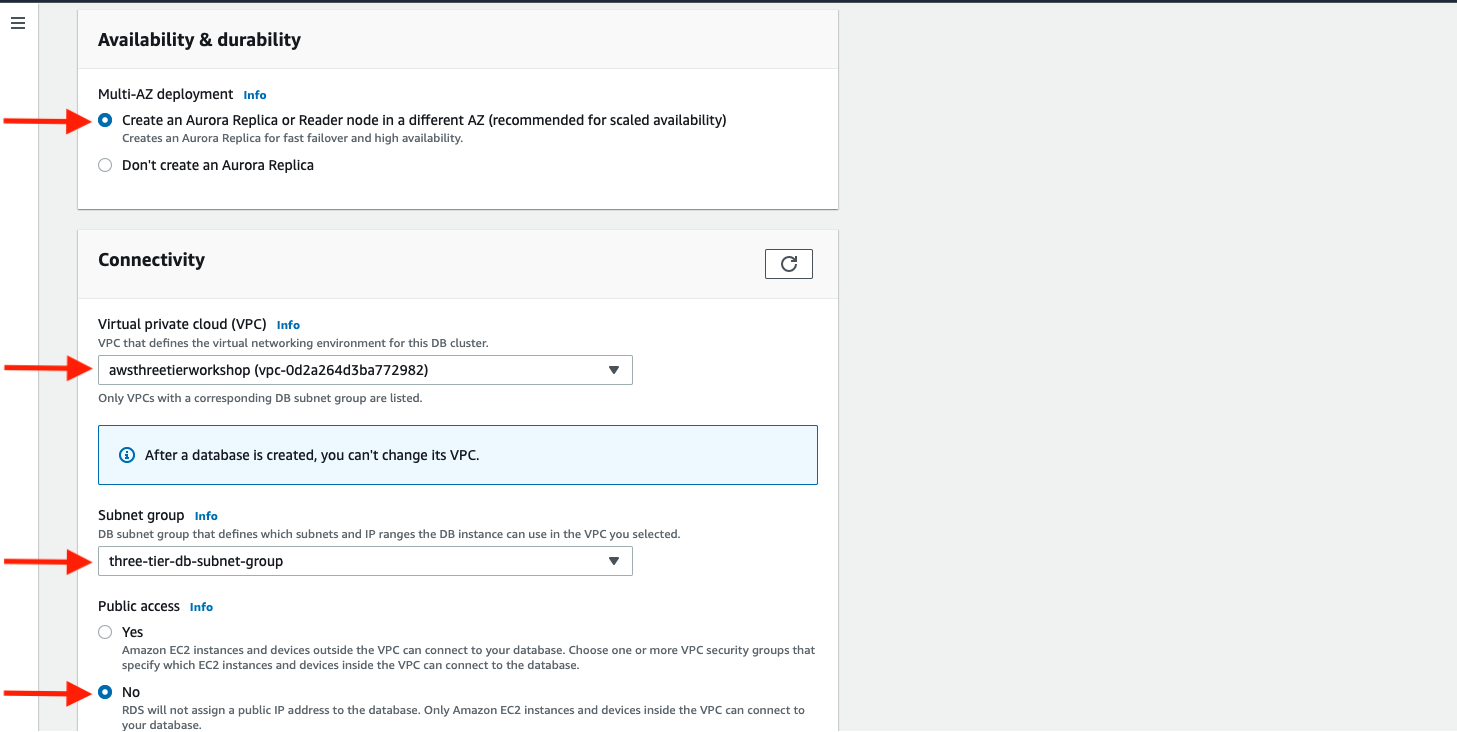 Availability & durability
Multi-AZ deployment Info
Create an Aurora Replica or Reader node in a different AZ (recommended for scaled availability)
Creates an Aurora Replica for fast failover and high availability.
Don't create an Aurora Replica
Connectivity
Virtual private cloud (VPC) Info
VPC that defines the virtual networking environment for this DB cluster.
awsthreetierworkshop (vpc-0d2a264d3ba772982)
Only VPCs with a corresponding DB subnet group are listed.
After a database is created, you can't change its VPC.
Subnet group Info
DB subnet group that defines which subnets and IP ranges the DB instance can use in the VPC you selected.
three-tier-db-subnet-group
Public access Info
Yes
Amazon EC2 instances and devices outside the VPC can connect to your database. Choose one or more VPC security groups that
specify which EC2 instances and devices inside the VPC can connect to the database.
No
RDS will not assign a public IP address to the database. Only Amazon EC2 instances and devices inside the VPC can connect to
your database.